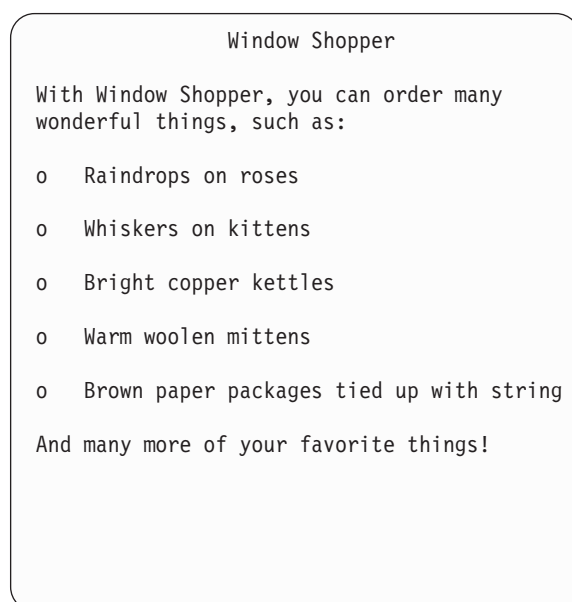 Window Shopper
With Window Shopper, you can order many
wonderful things, such as:
o Raindrops on roses
o Whiskers on kittens
o Bright copper kettles
o Warm woolen mittens
o Brown paper packages tied up with string
And many more of your favorite things!